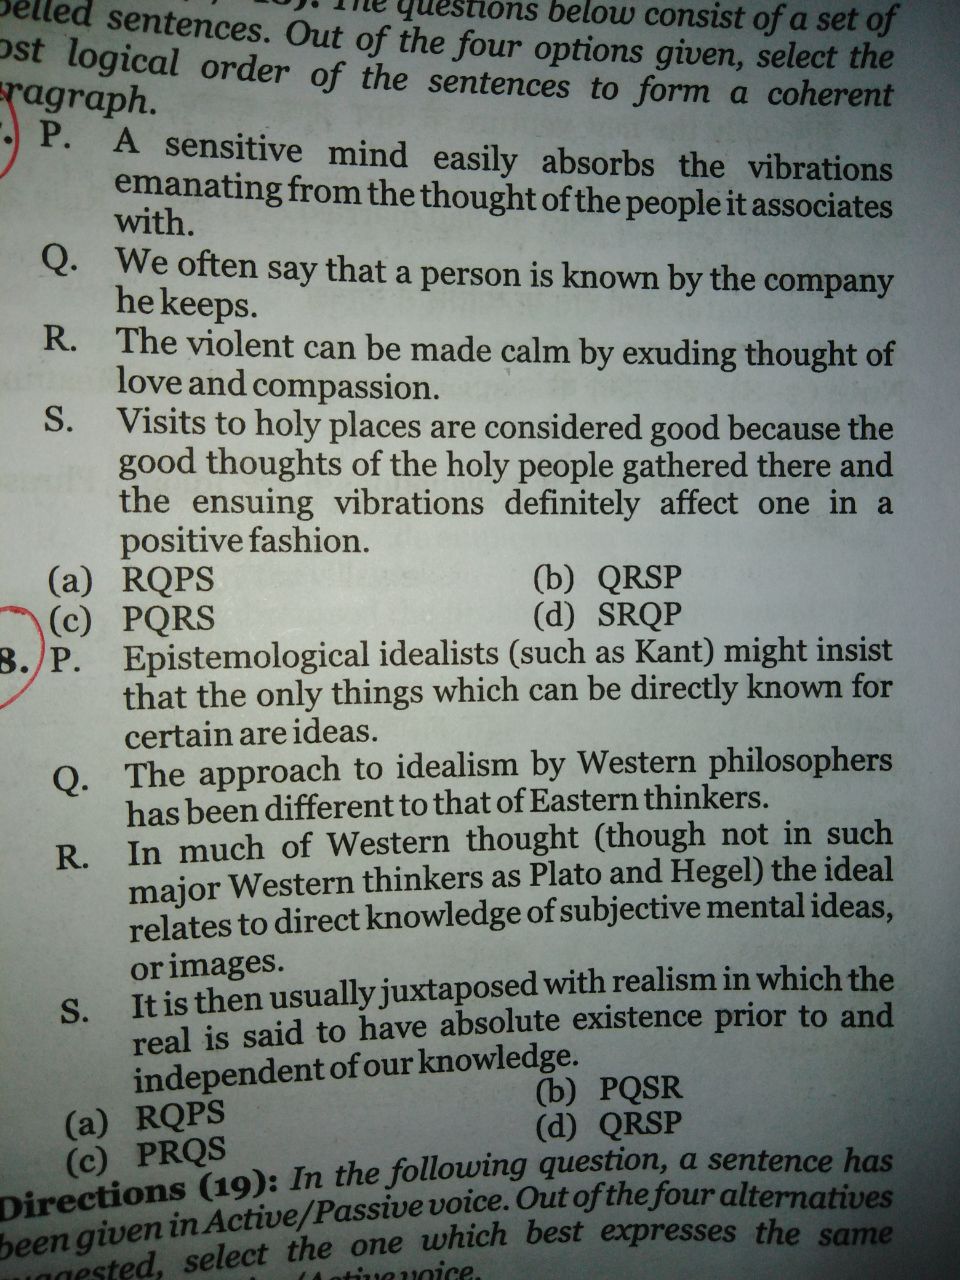 sentences. The questions below consist of a set of
sentences. Out of the four options given, select the
logical order of the sentences to form a coherent
P. A sensitive mind easily absorbs the vibrations
emanating from the thought of the people it associates
with.
Q. We often say that a person is known by the company
he keeps.
R. The violent can be made calm by exuding thought of
love and compassion.
S. Visits to holy places are considered good because the
good thoughts of the holy people gathered there and
the ensuing vibrations definitely affect one in a
positive fashion.
(a) RQPS (b) QRSP
(c) PQRS (d) SRQP
8. P. Epistemological idealists (such as Kant) might insist
that the only things which can be directly known for
certain are ideas.
Q. The approach to idealism by Western philosophers
has been different to that of Eastern thinkers.
R. In much of Western thought (though not in such
major Western thinkers as Plato and Hegel) the ideal
relates to direct knowledge of subjective mental ideas,
or images.
S. It is then usually juxtaposed with realism in which the
real is said to have absolute existence prior to and
independent of our knowledge.
(a) RQPS (b) PQSR
(c) PRQS (d) QRSP
Directions (19): In the following question, a sentence has
been given in Active/Passive voice. Out of the four alternatives
select the one which best expresses the same
voice.